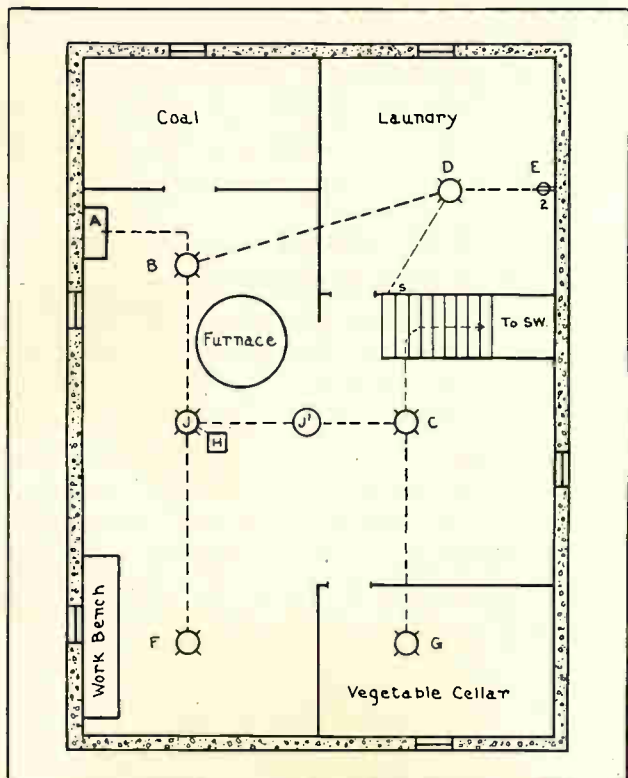 Coal
Laundry
D
E
2
A
B
S
To SW.
Furnace
J
J'
C
H
Work Bench
F
G
Vegetable Cellar